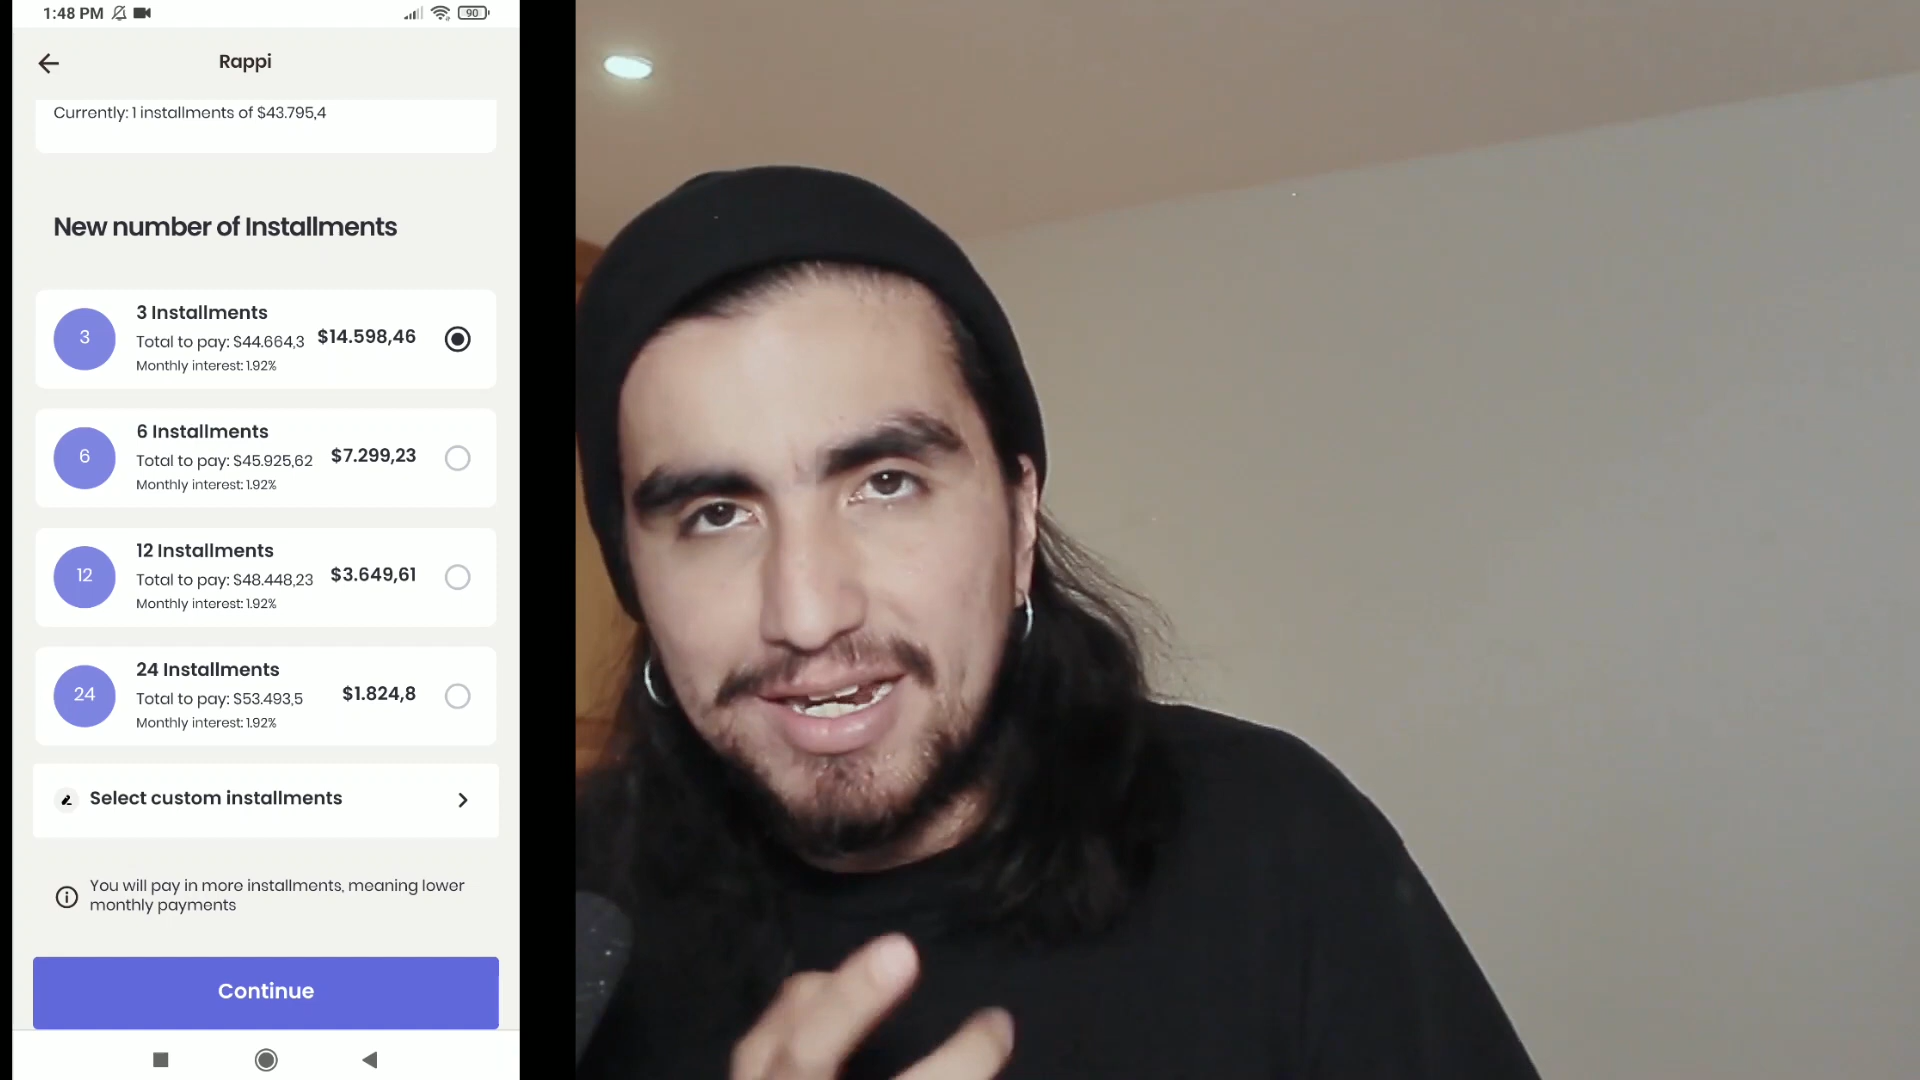 1:48 PM
90
Rappi
Currently: 1 installments of $43.795,4
New number of Installments
3
3 Installments
Total to pay: $44.664,3
$14.598,46
Monthly interest: 1.92%
6
6 Installments
Total to pay: $45.925,62
$7.299,23
Monthly interest: 1.92%
12
12 Installments
Total to pay: $48.448,23
$3.649,61
Monthly interest: 1.92%
24
24 Installments
Total to pay: $53.493,5
$1.824,8
Monthly interest: 1.92%
Select custom installments
You will pay in more installments, meaning lower
monthly payments
Continue